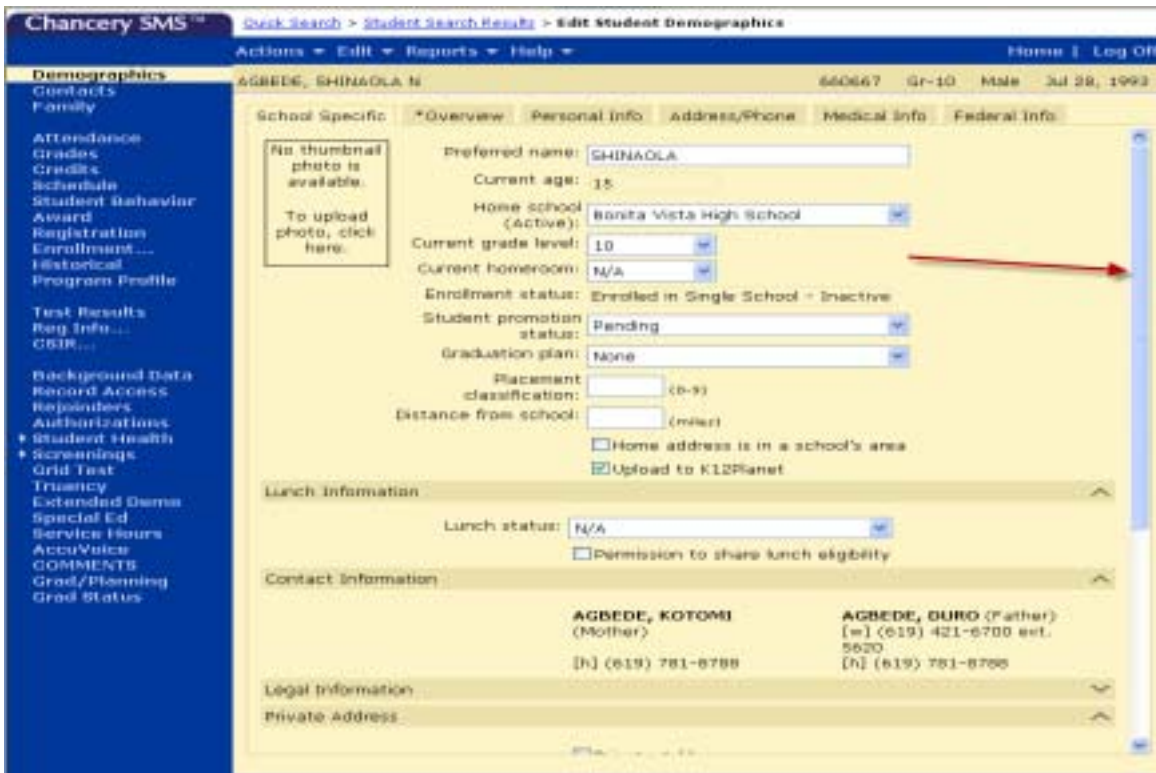 Chancery SMS™
Quick Search > Student Search Results > Edit Student Demographics
Actions Edit Reports Help Home | Log Off
Demographics
Contacts
Family
Attendance
Grades
Credits
Schedule
Student Behavior
Award
Registration
Enrollment...
Historical
Program Profile
Test Results
Reg Info...
CSIR...
Background Data
Record Access
Rejoinders
Authorizations
Student Health
Screenings
Grid Test
Truancy
Extended Demo
Special Ed
Service Hours
AccuVoice
COMMENTS
Grad/Planning
Grad Status
AGBEDE, SHINAOLA N 660667 Gr-10 Male Jul 28, 1993
School Specific *Overview Personal Info Address/Phone Medical Info Federal Info
No thumbnail
photo is
available.
To upload
photo, click
here.
Preferred name: SHINAOLA
Current age: 15
Home school
(Active): Bonita Vista High School
Current grade level: 10
Current homeroom: N/A
Enrollment status: Enrolled in Single School - Inactive
Student promotion
status: Pending
Graduation plan: None
Placement
classification: (0-9)
Distance from school: (miles)
Home address is in a school's area
Upload to K12Planet
Lunch Information
Lunch status: N/A
Permission to share lunch eligibility
Contact Information
AGBEDE, KOTOMI
(Mother)
[h] (619) 781-8788
AGBEDE, DURO (Father)
[w] (619) 421-6700 ext.
5620
[h] (619) 781-8788
Legal Information
Private Address